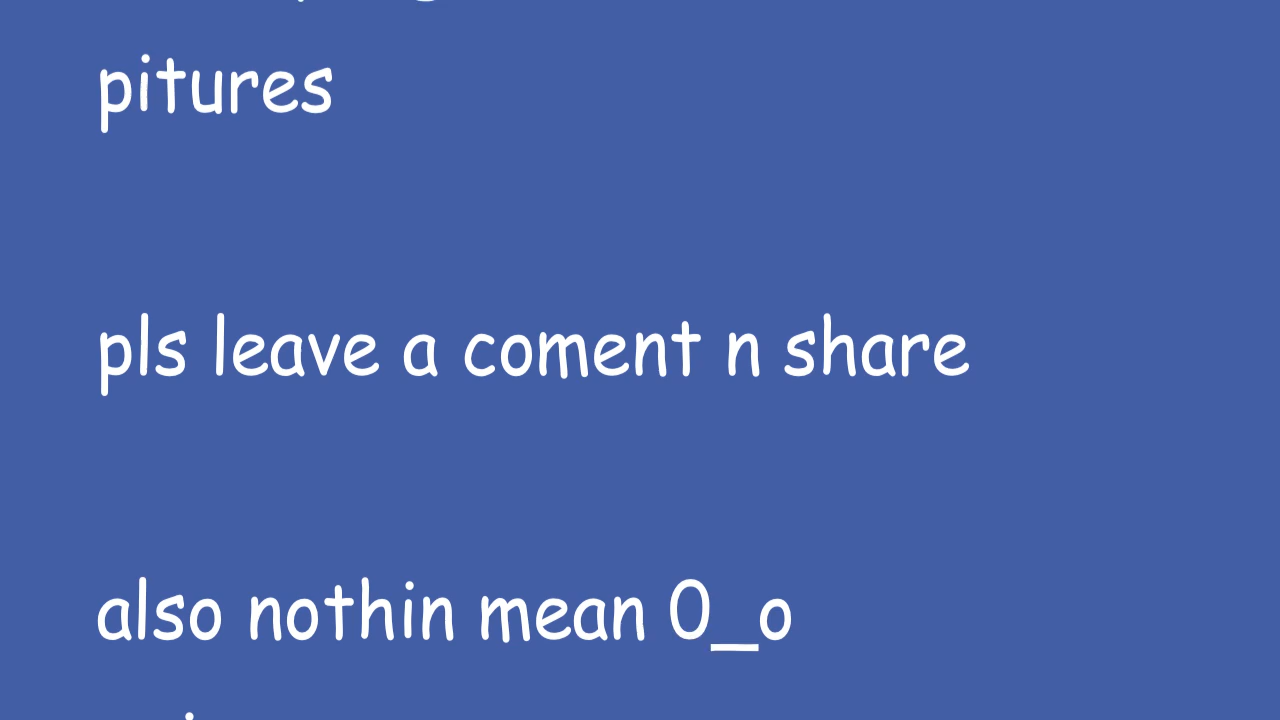 pitures
pls leave a coment n share
also nothin mean 0_o